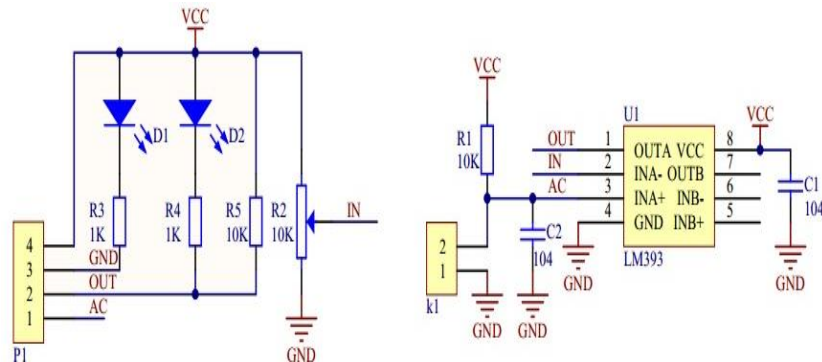 VCC
D1
D2
R3
1K
R4
1K
R5
10K
R2
10K
IN
4
3
2
1
GND
OUT
AC
P1
GND
VCC
R1
10K
2
1
k1
GND
C2
104
GND
U1
OUT
IN
AC
1
2
3
4
OUTA VCC
INA- OUTB
INA+ INB-
GND INB+
8
7
6
5
LM393
GND
VCC
C1
104
GND